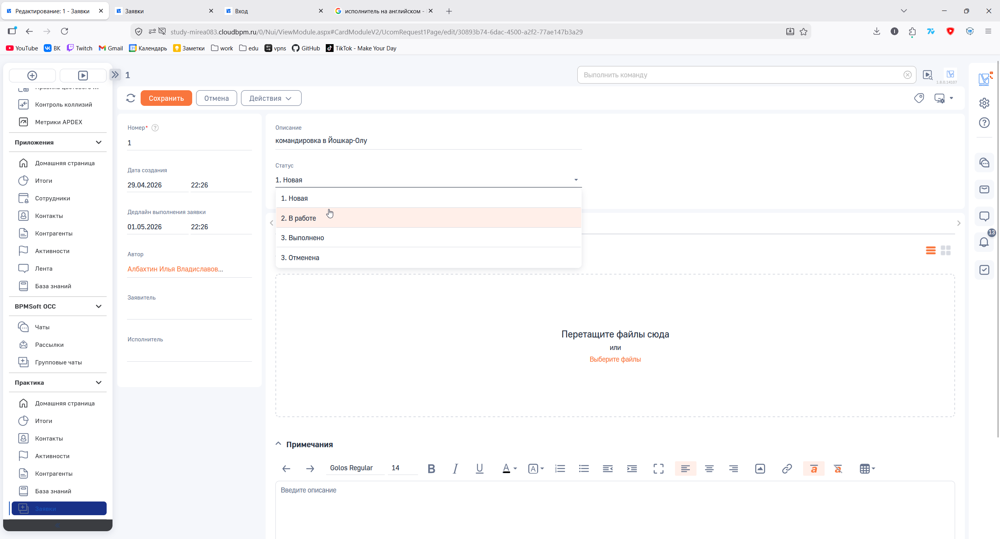 Редактирование: 1 - Заявки
Заявки
Вход
исполнитель на английском -
study-mirea083.cloudbpm.ru/0/Nui/ViewModule.aspx#CardModuleV2/UcomRequest1Page/edit/30893b74-6dac-4500-a2f2-77ae147b3a29
YouTube
ВК
Twitch
Gmail
31
Календарь
Заметки
work
edu
vpns
GitHub
TikTok - Make Your Day
1
Выполнить команду
1.8.0.14107
ЮКОМС
Контроль коллизий
Метрики APDEX
Приложения
Домашняя страница
Итоги
Сотрудники
Контакты
Контрагенты
Активности
Лента
База знаний
BPMSoft ОСС
Чаты
Рассылки
Групповые чаты
Практика
Домашняя страница
Итоги
Контакты
Активности
Контрагенты
База знаний
Заявки
Сохранить
Отмена
Действия
Номер*
1
Дата создания
29.04.2026 22:26
Дедлайн выполнения заявки
01.05.2026 22:26
Автор
Албахтин Илья Владиславов...
Заявитель
Исполнитель
Описание
командировка в Йошкар-Олу
Статус
1. Новая
1. Новая
2. В работе
3. Выполнено
3. Отменена
Перетащите файлы сюда
или
Выберите файлы
Примечания
Golos Regular
14
Введите описание
13